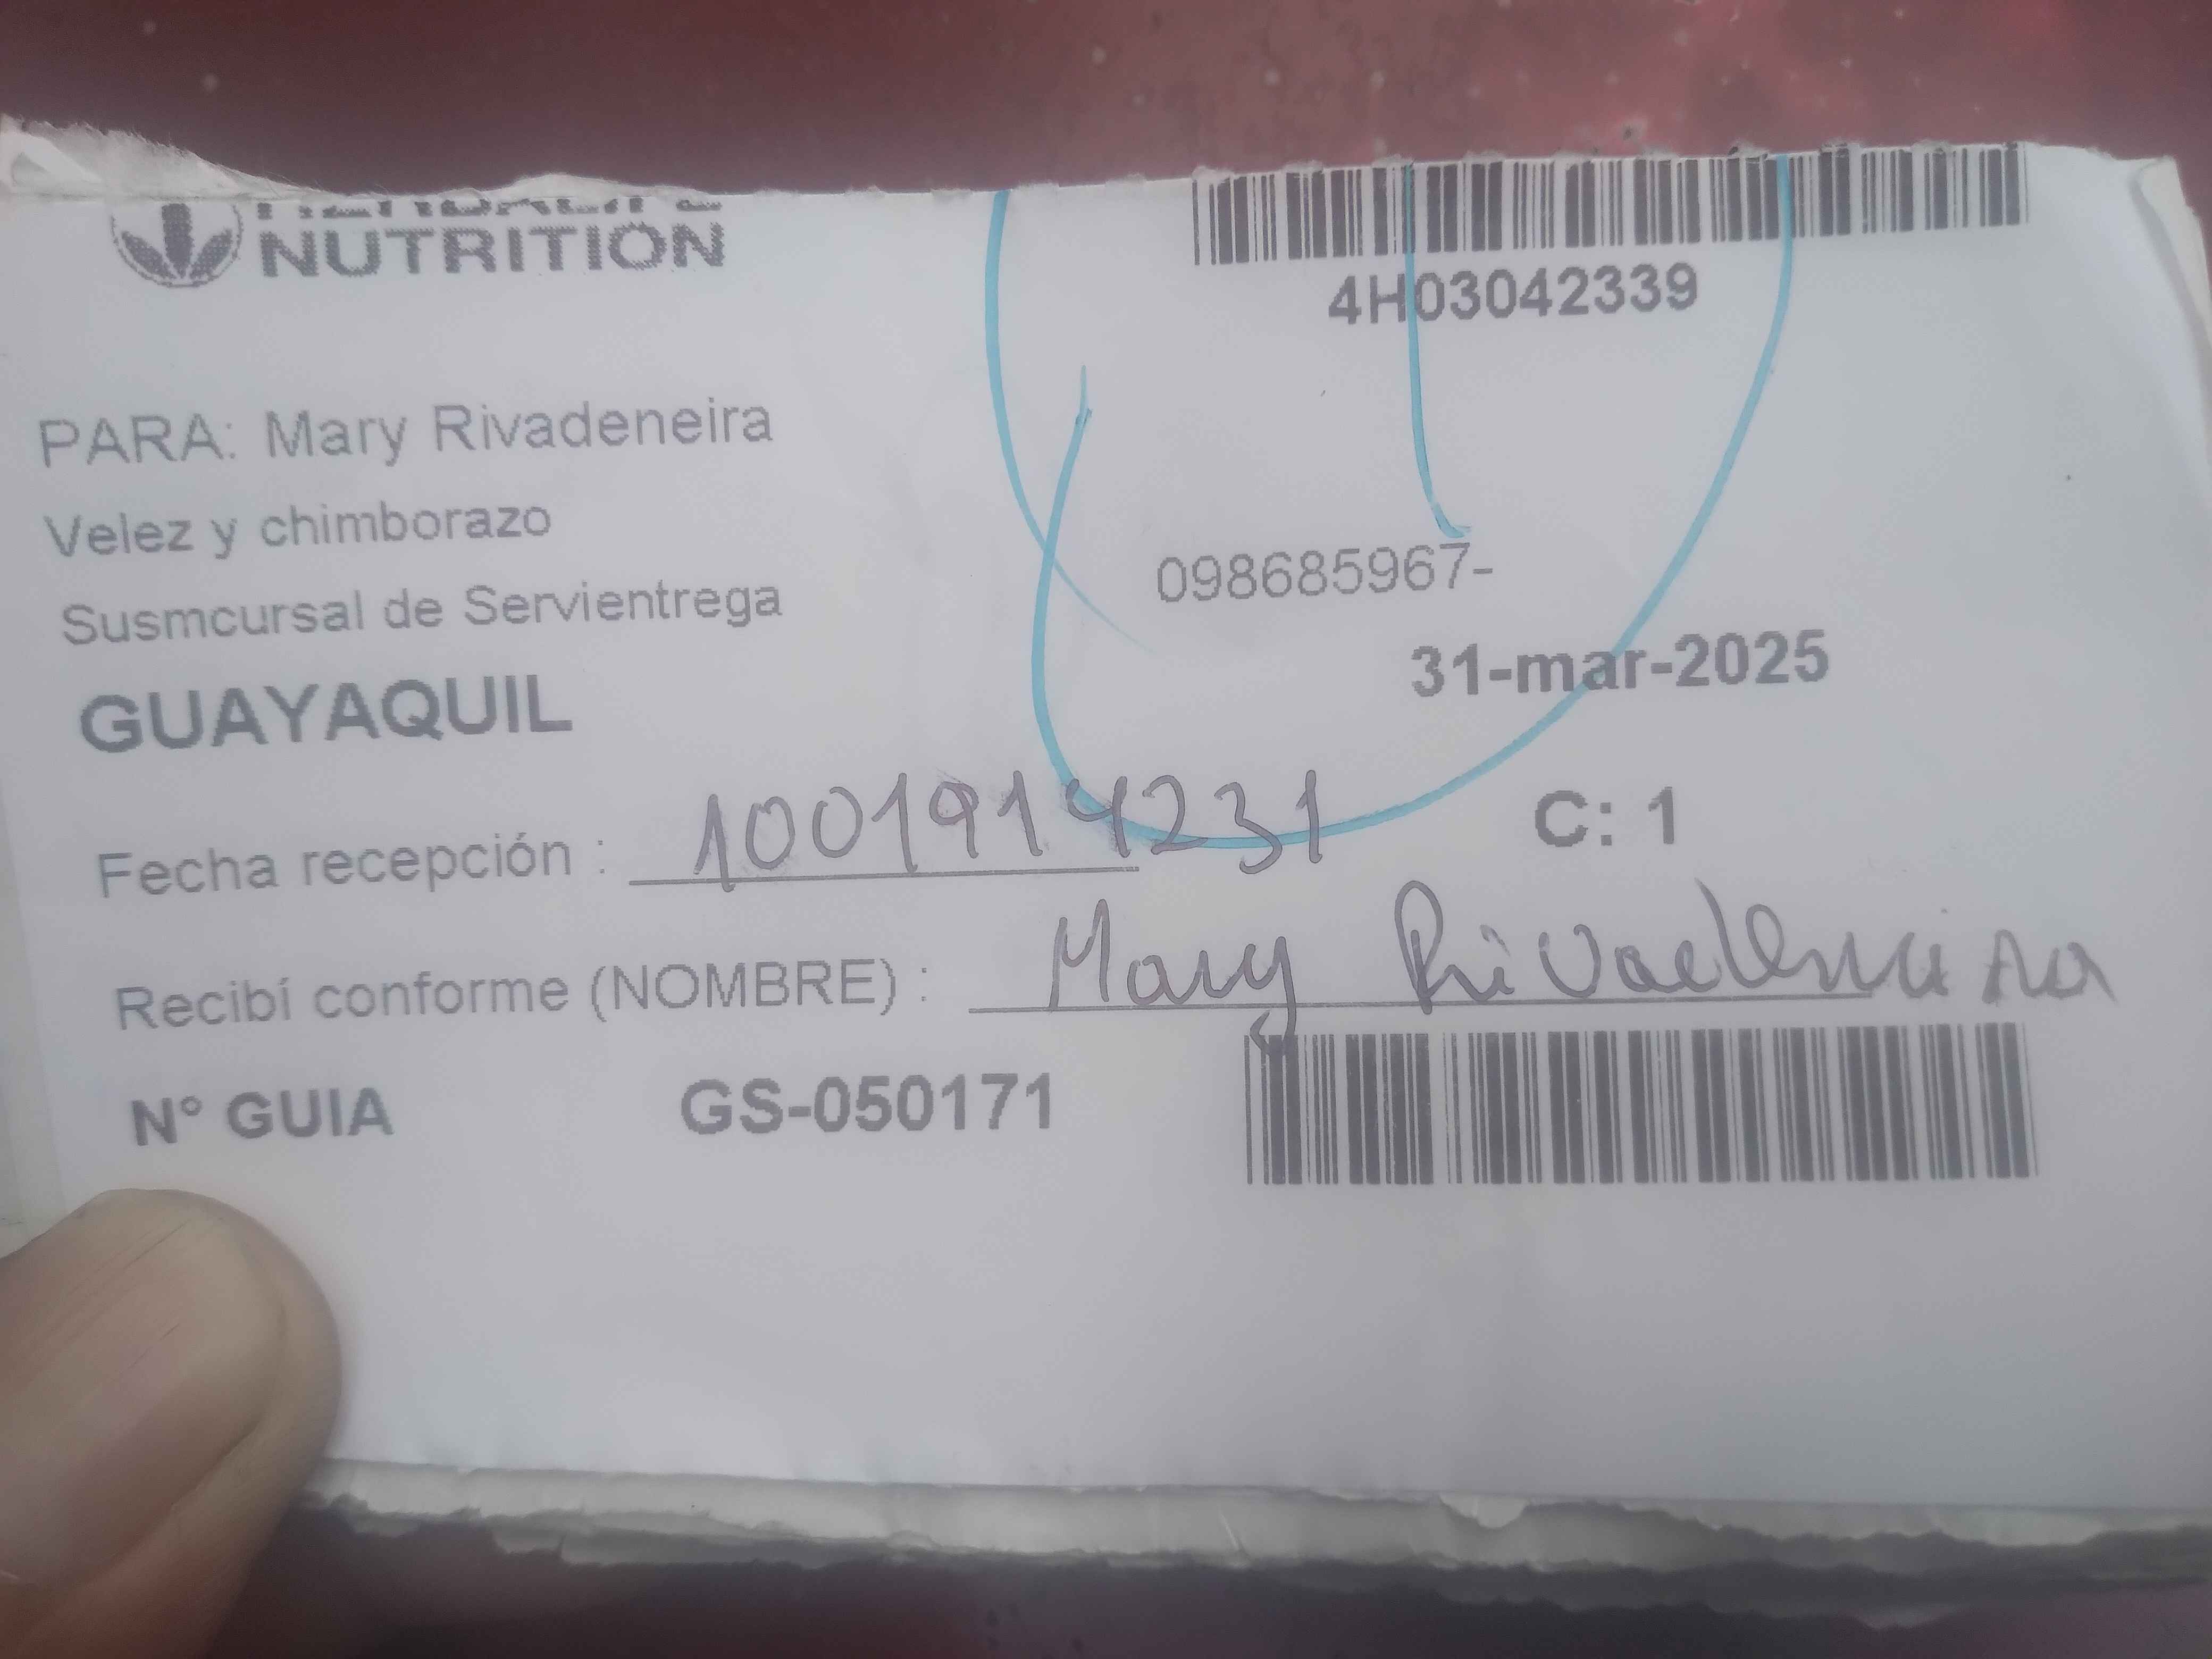 NUTRITION
4H03042339
PARA: Mary Rivadeneira
Velez y chimborazo
098685967-
Susmcursal de Servientrega
31-mar-2025
GUAYAQUIL
Fecha recepción : 1001914231
C: 1
Recibí conforme (NOMBRE) : Mary Rivadeneira
N° GUIA GS-050171